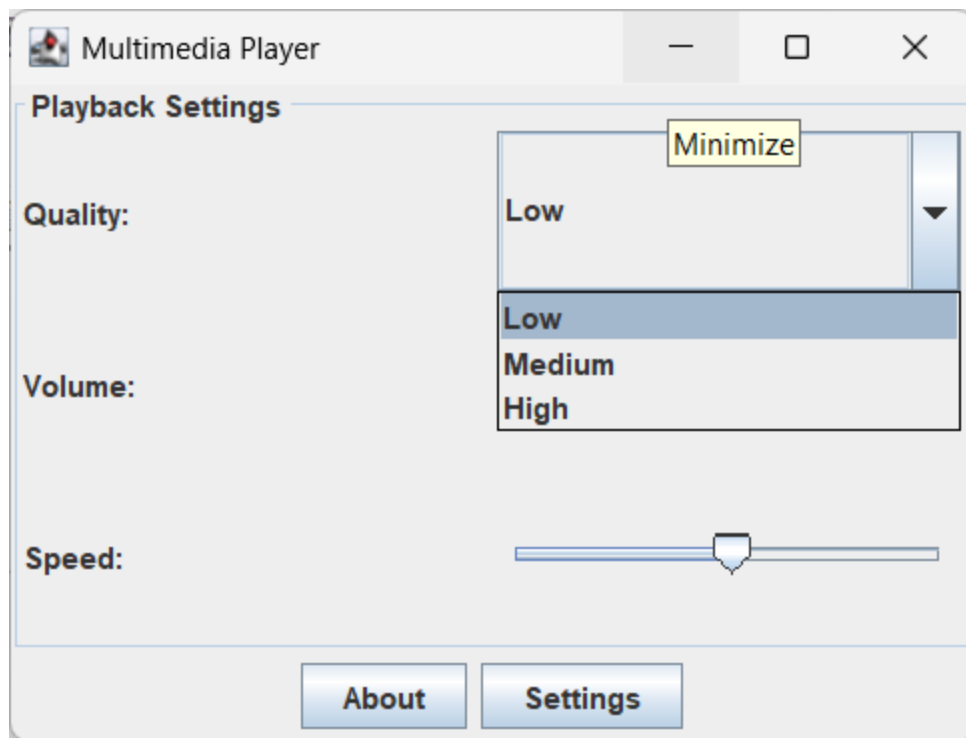 Multimedia Player
Playback Settings
Minimize
Quality:
Low
Low
Medium
High
Volume:
Speed:
About
Settings